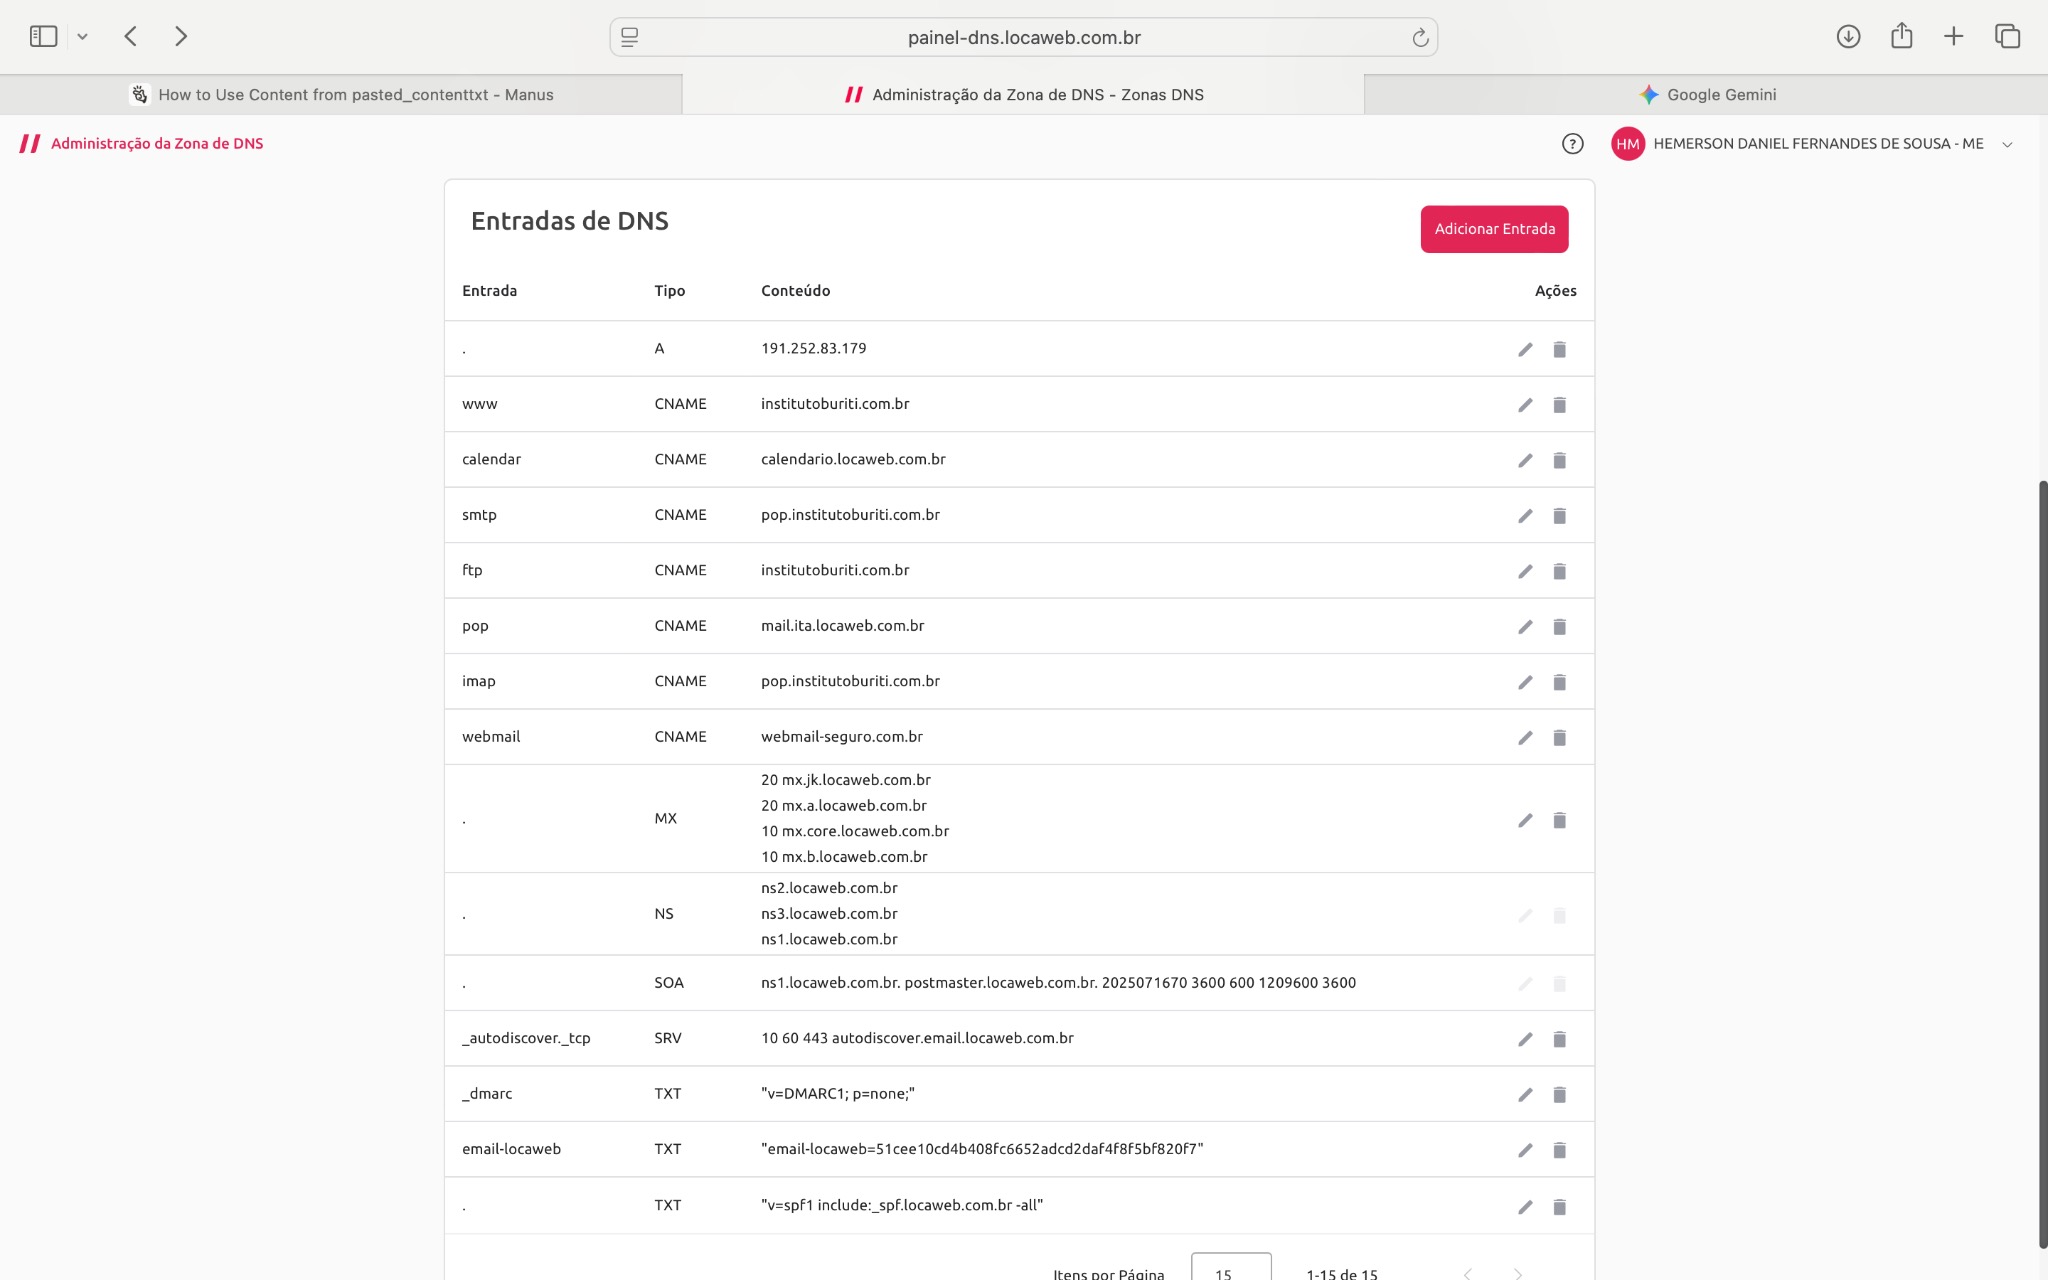 painel-dns.locaweb.com.br
How to Use Content from pasted_contenttxt - Manus
Administração da Zona de DNS - Zonas DNS
Google Gemini
Administração da Zona de DNS
?
HM
HEMERSON DANIEL FERNANDES DE SOUSA - ME
Entradas de DNS
Adicionar Entrada
Entrada Tipo Conteúdo Ações
. A 191.252.83.179
www CNAME institutoburiti.com.br
calendar CNAME calendario.locaweb.com.br
smtp CNAME pop.institutoburiti.com.br
ftp CNAME institutoburiti.com.br
pop CNAME mail.ita.locaweb.com.br
imap CNAME pop.institutoburiti.com.br
webmail CNAME webmail-seguro.com.br
. MX
20 mx.jk.locaweb.com.br
20 mx.a.locaweb.com.br
10 mx.core.locaweb.com.br
10 mx.b.locaweb.com.br
. NS
ns2.locaweb.com.br
ns3.locaweb.com.br
ns1.locaweb.com.br
. SOA ns1.locaweb.com.br. postmaster.locaweb.com.br. 2025071670 3600 600 1209600 3600
_autodiscover._tcp SRV 10 60 443 autodiscover.email.locaweb.com.br
_dmarc TXT "v=DMARC1; p=none;"
email-locaweb TXT "email-locaweb=51cee10cd4b408fc6652adcd2daf4f8f5bf820f7"
. TXT "v=spf1 include:_spf.locaweb.com.br -all"
Itens por Página 15 1-15 de 15